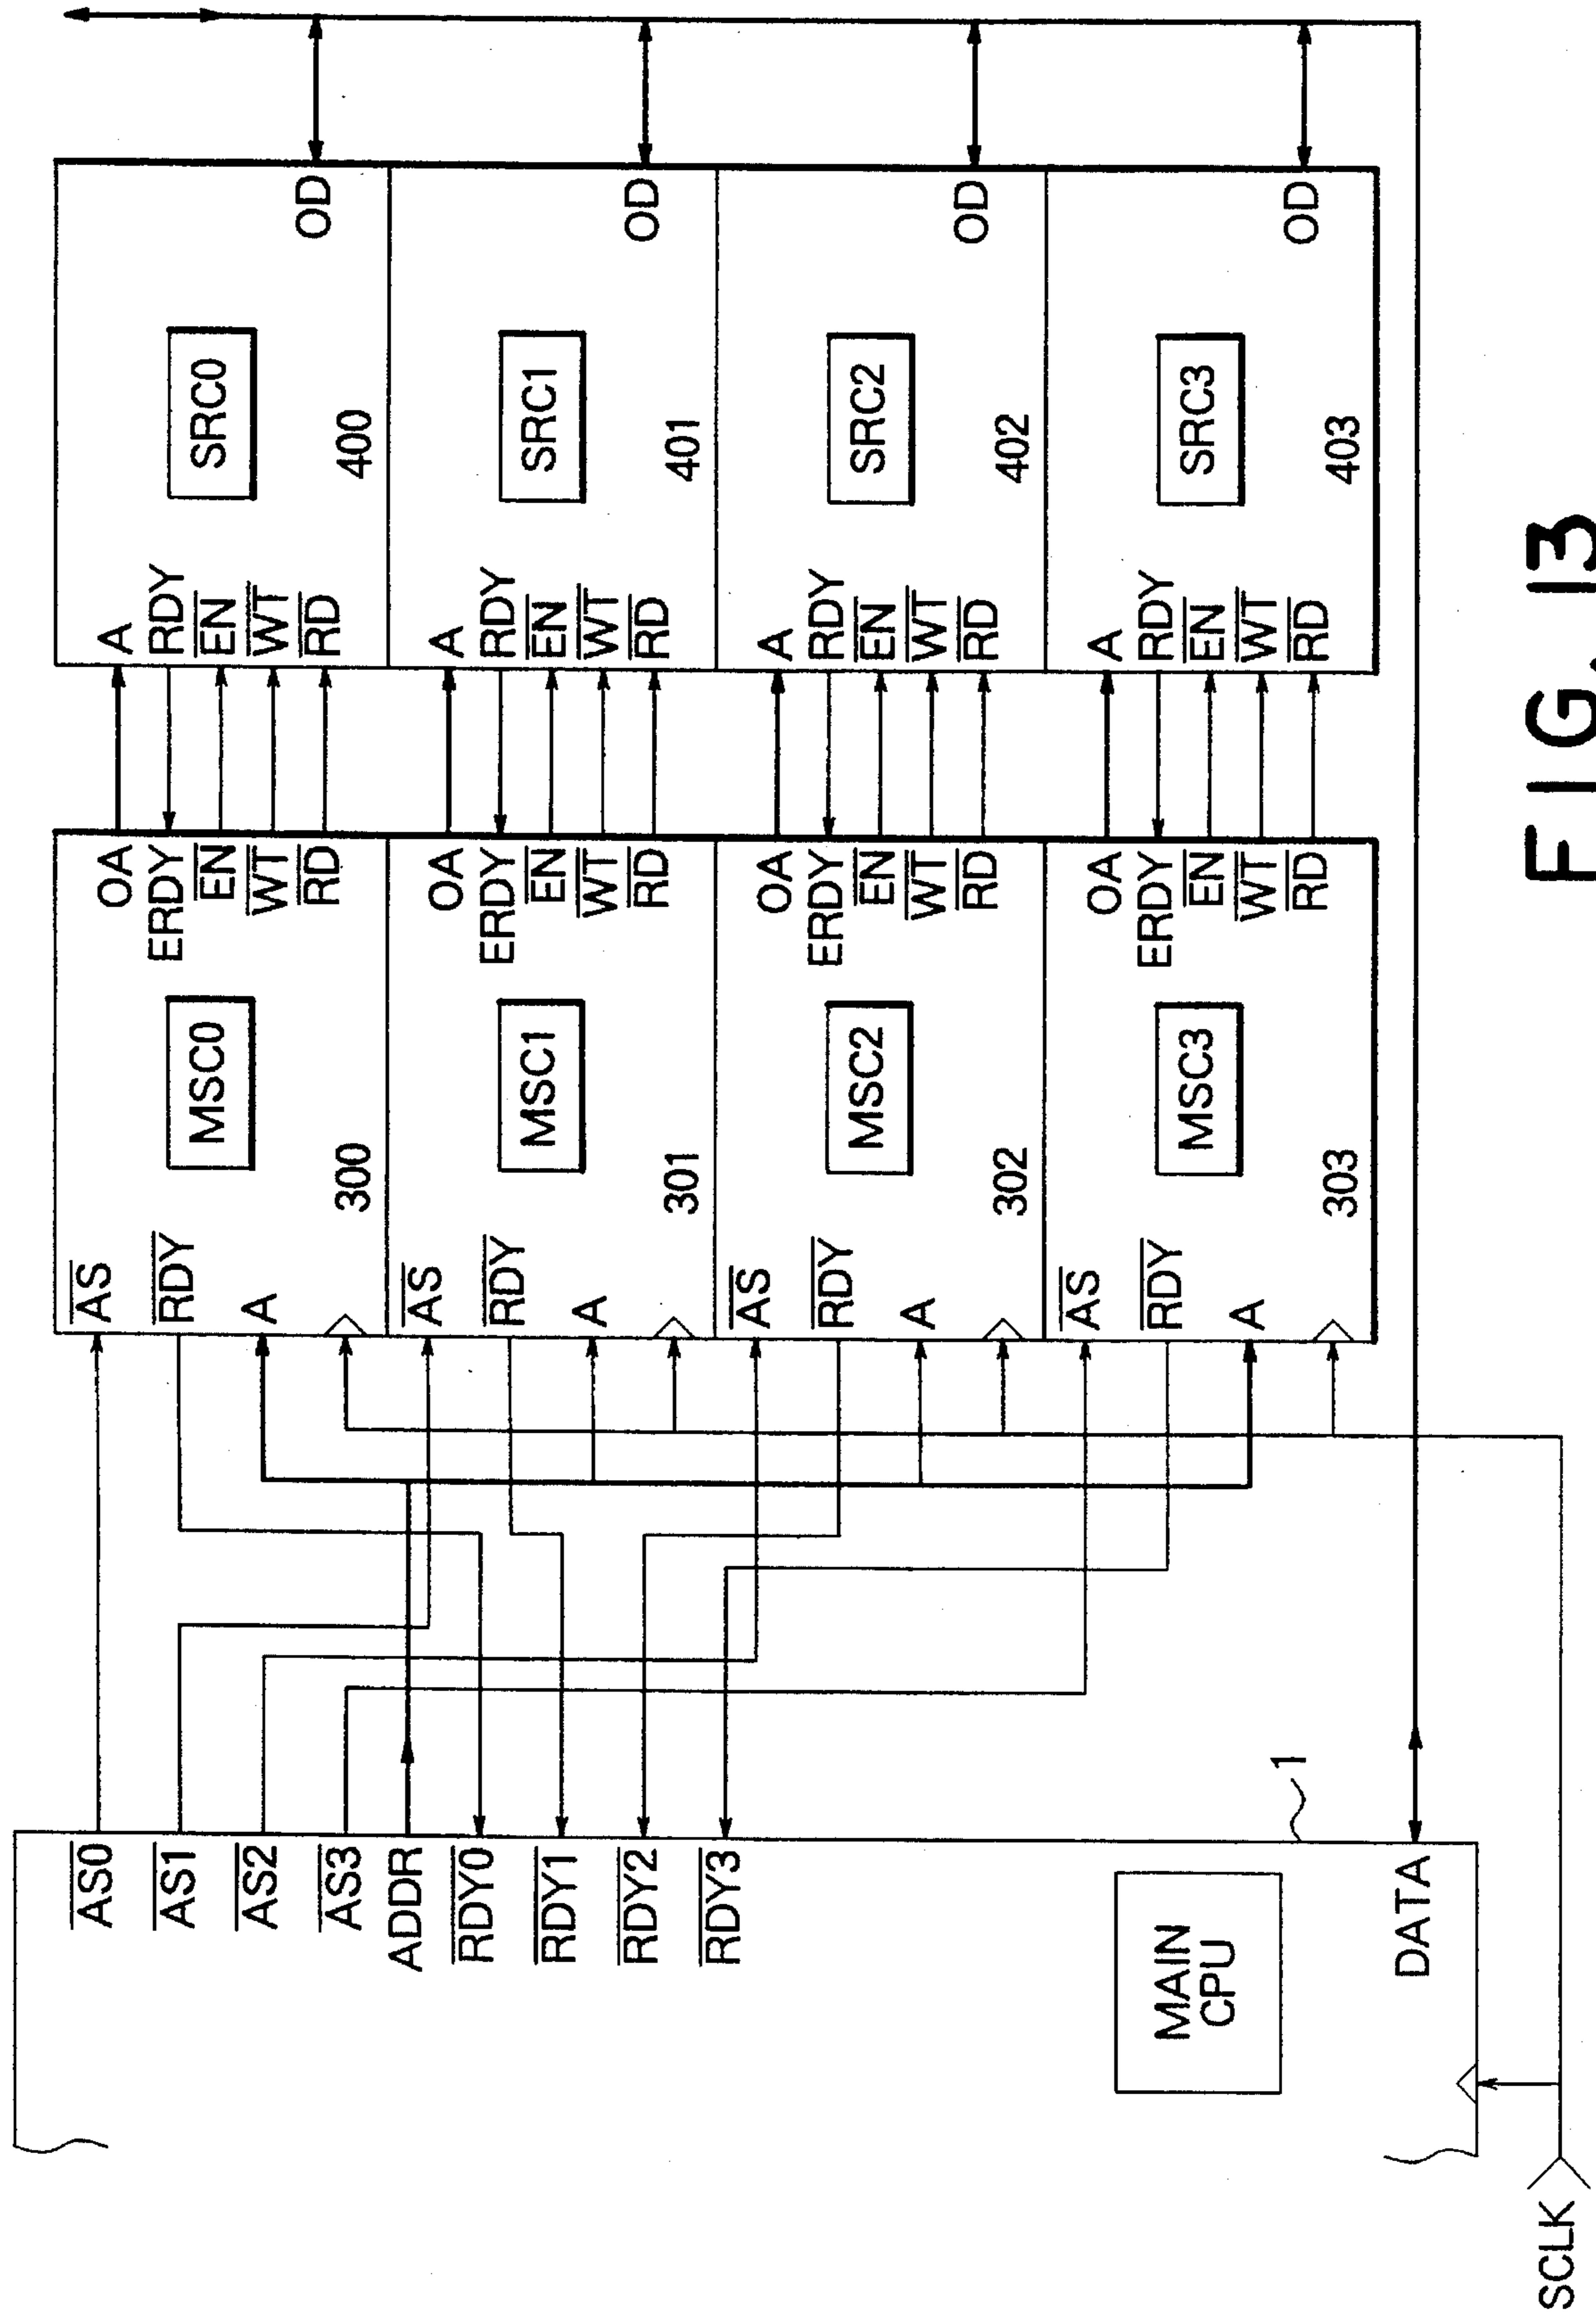 AS0
AS1
AS2
AS3
ADDR
RDY0
RDY1
RDY2
RDY3
MAIN
CPU
1
DATA
SCLK
AS
RDY
A
MSC0
300
OA
ERDY
EN
WT
RD
AS
RDY
A
MSC1
301
OA
ERDY
EN
WT
RD
AS
RDY
A
MSC2
302
OA
ERDY
EN
WT
RD
AS
RDY
A
MSC3
303
OA
ERDY
EN
WT
RD
A
RDY
EN
WT
RD
SRC0
400
OD
A
RDY
EN
WT
RD
SRC1
401
OD
A
RDY
EN
WT
RD
SRC2
402
OD
A
RDY
EN
WT
RD
SRC3
403
OD
FIG. 13